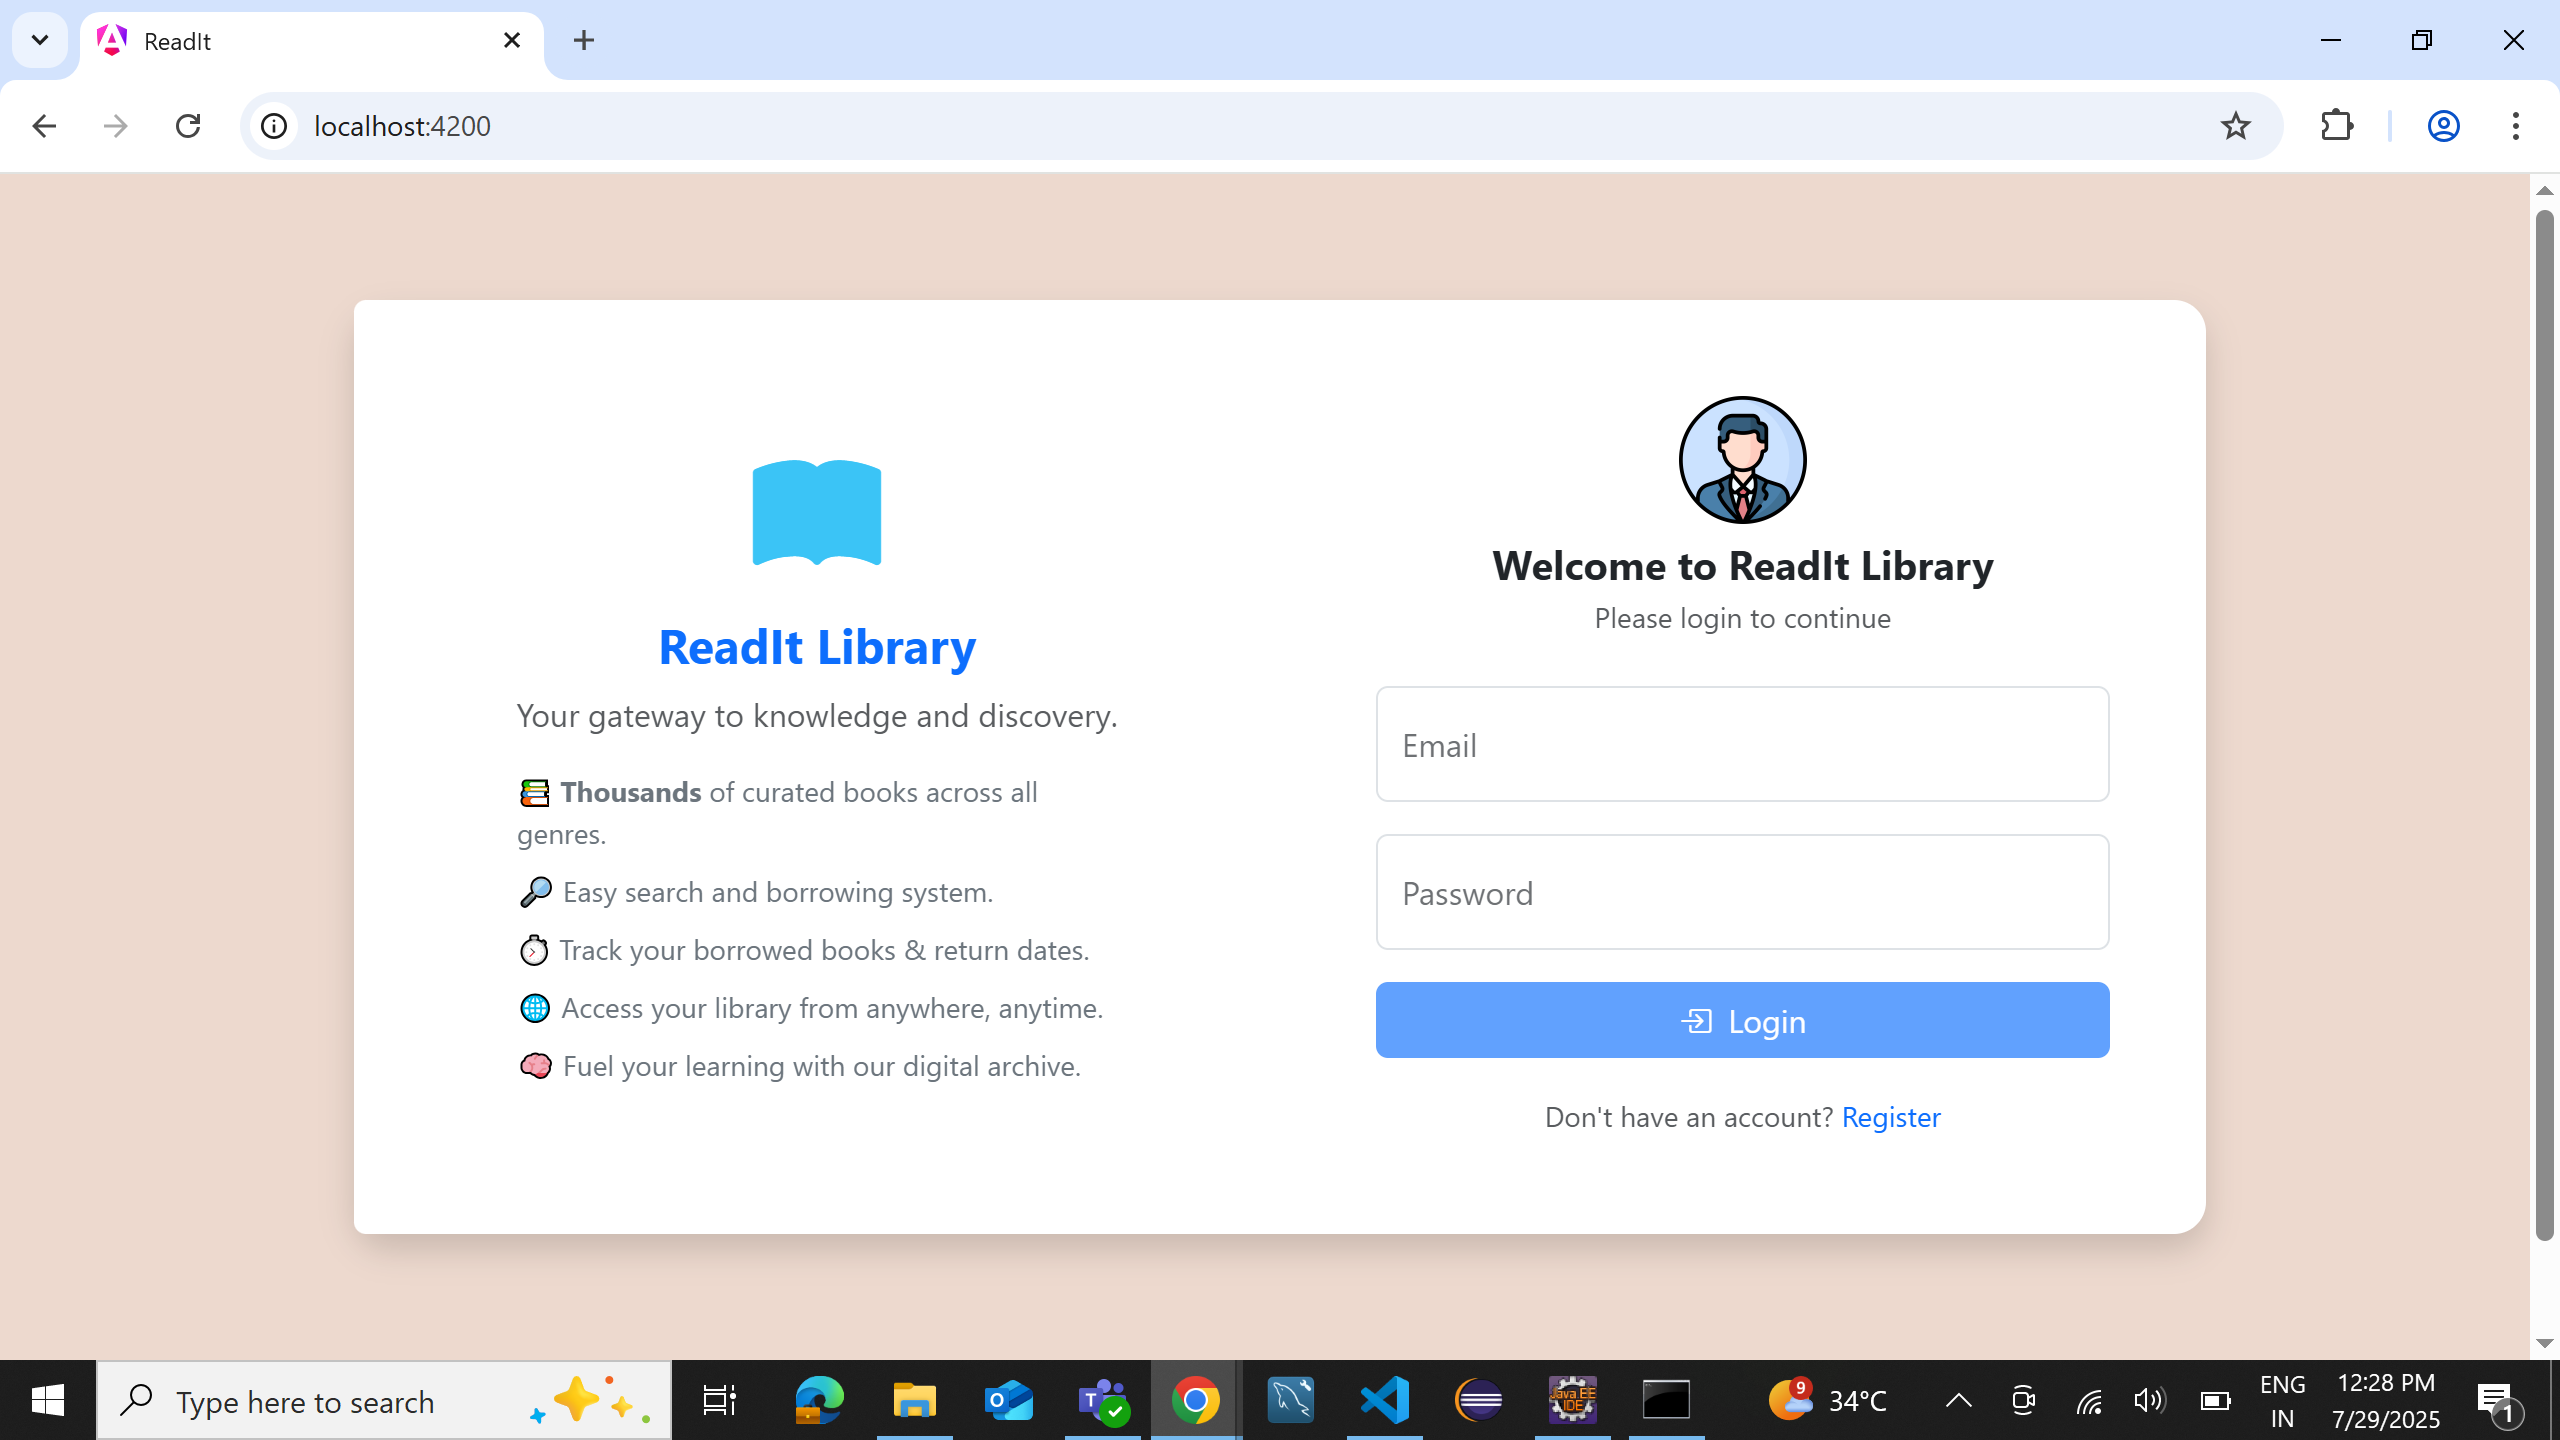 ReadIt
localhost:4200
ReadIt Library
Your gateway to knowledge and discovery.
📚 Thousands of curated books across all
genres.
🔎 Easy search and borrowing system.
⏱ Track your borrowed books & return dates.
🌐 Access your library from anywhere, anytime.
🧠 Fuel your learning with our digital archive.
Welcome to ReadIt Library
Please login to continue
Email
Password
Login
Don't have an account? Register
Type here to search
O
T
Java EE
IDE
9
34°C
ENG
IN
12:28 PM
7/29/2025
1